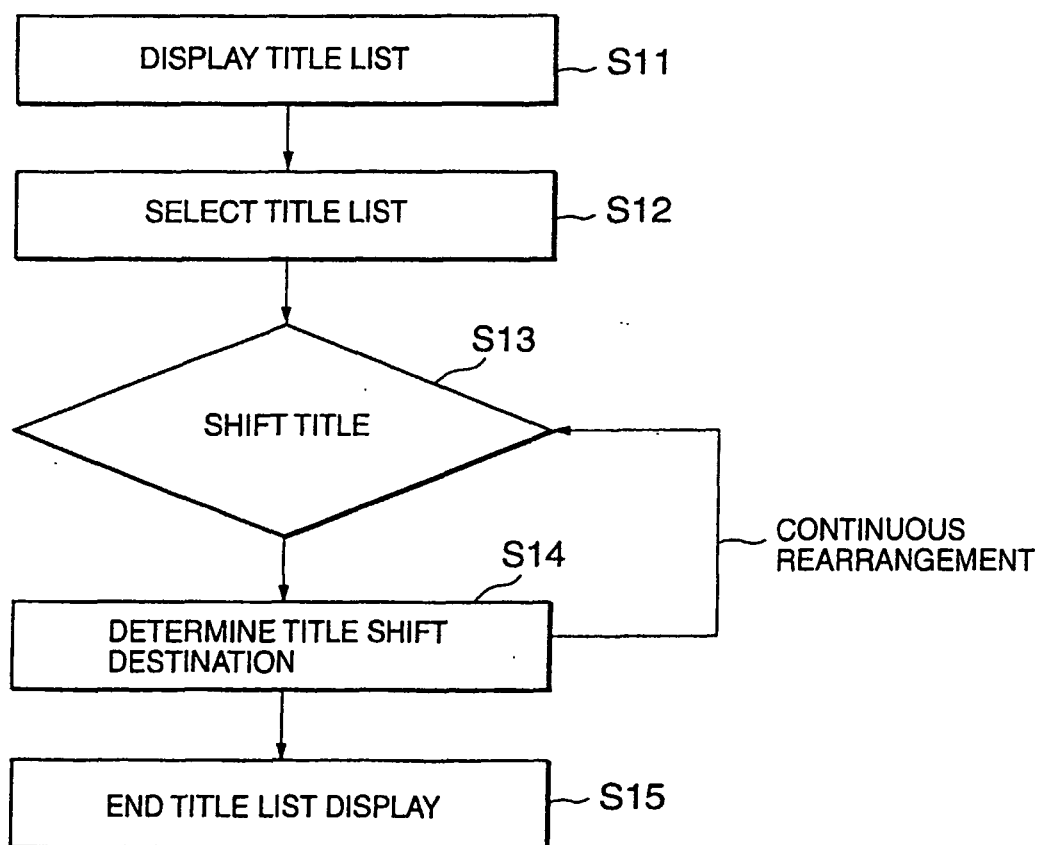 DISPLAY TITLE LIST
S11
SELECT TITLE LIST
S12
S13
SHIFT TITLE
CONTINUOUS
REARRANGEMENT
S14
DETERMINE TITLE SHIFT
DESTINATION
END TITLE LIST DISPLAY
S15